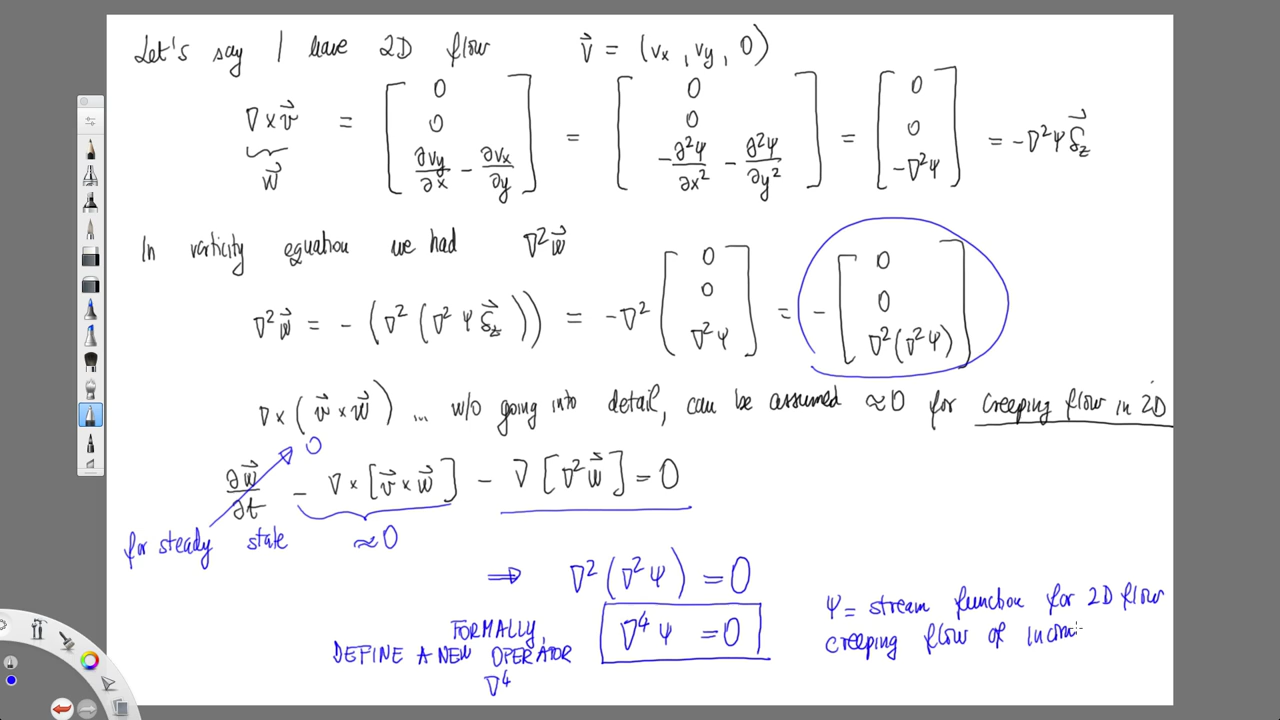 Let's say I have 2D flow v⃗ = (vx, vy, 0)
∇×v⃗ = [0 0 ∂vy/∂x − ∂vx/∂y] = [0 0 −∂²ψ/∂x² − ∂²ψ/∂y²] = [0 0 −∇²ψ] = −∇²ψ δ⃗z
w⃗
In vorticity equation we had ∇²w⃗
∇²w⃗ = −(∇²(∇²ψ δ⃗z)) = −∇² [0 0 ∇²ψ] = −[0 0 ∇²(∇²ψ)]
∇×(v⃗×w⃗) ... w/o going into detail, can be assumed ≈0 for creeping flow in 2D
0
∂w⃗/∂t − ∇×[v⃗×w⃗] − ∇[∇²w⃗] = 0
for steady state ≈0
⇒ ∇²(∇²ψ) = 0
FORMALLY,
DEFINE A NEW OPERATOR
∇⁴
∇⁴ψ = 0
ψ = stream function for 2D flow
creeping flow of incom